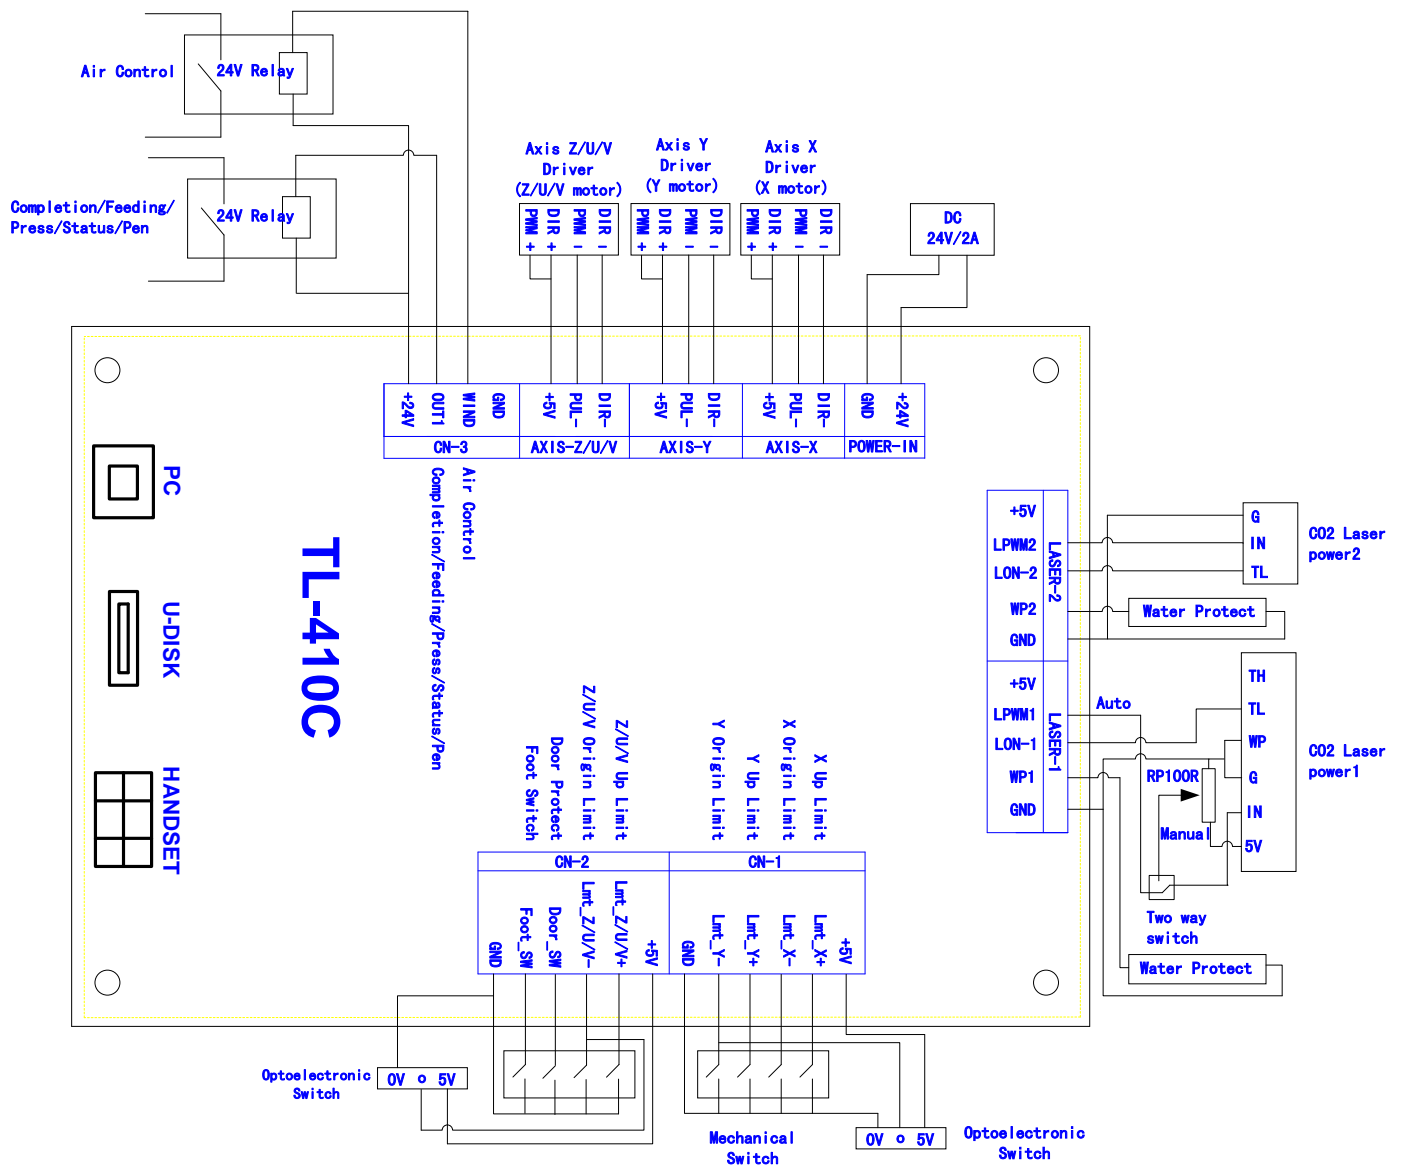 Air Control
24V Relay
Completion/Feeding/
Press/Status/Pen
24V Relay
Axis Z/U/V
Driver
(Z/U/V motor)
PWM +
DIR +
PWM -
DIR -
Axis Y
Driver
(Y motor)
PWM +
DIR +
PWM -
DIR -
Axis X
Driver
(X motor)
PWM +
DIR +
PWM -
DIR -
DC
24V/2A
+24V
OUT1
WIND
GND
CN-3
+5V
PUL-
DIR-
AXIS-Z/U/V
+5V
PUL-
DIR-
AXIS-Y
+5V
PUL-
DIR-
AXIS-X
GND
+24V
POWER-IN
Air Control
Completion/Feeding/Press/Status/Pen
PC
U-DISK
HANDSET
TL-410C
+5V
LPWM2
LON-2
WP2
GND
LASER-2
+5V
LPWM1
LON-1
WP1
GND
LASER-1
G
IN
TL
CO2 Laser
power2
Water Protect
Auto
TH
TL
WP
G
IN
5V
CO2 Laser
power1
RP100R
Manual
Two way
switch
Water Protect
Foot Switch
Door Protect
Z/U/V Origin Limit
Z/U/V Up Limit
Y Origin Limit
Y Up Limit
X Origin Limit
X Up Limit
CN-2
CN-1
GND
Foot_SW
Door_SW
Lmt_Z/U/V-
Lmt_Z/U/V+
+5V
GND
Lmt_Y-
Lmt_Y+
Lmt_X-
Lmt_X+
+5V
Optoelectronic
Switch
0V o 5V
Mechanical
Switch
0V o 5V
Optoelectronic
Switch